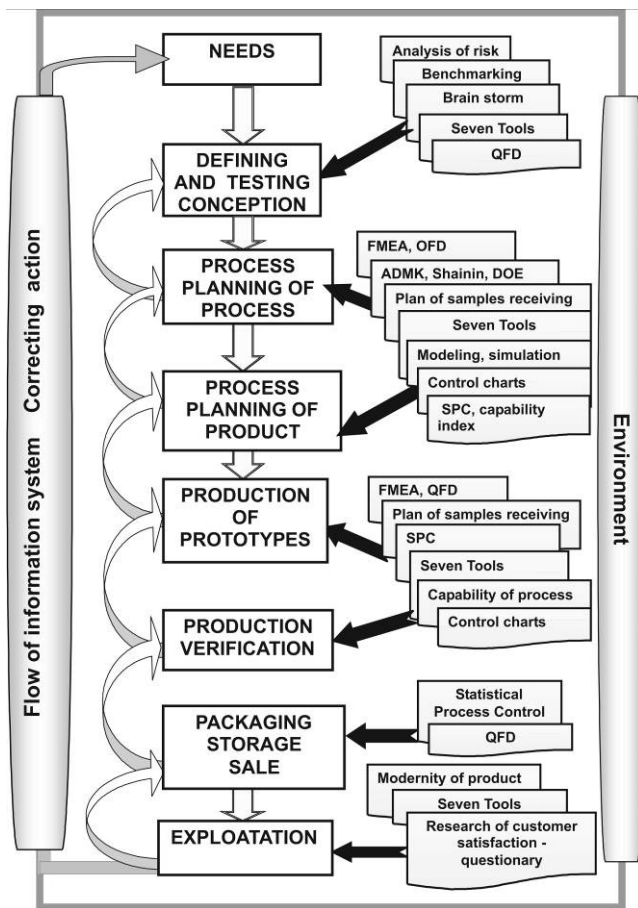 NEEDS
Analysis of risk
Benchmarking
Brain storm
Seven Tools
QFD
DEFINING
AND TESTING
CONCEPTION
PROCESS
PLANNING OF
PROCESS
FMEA, OFD
ADMK, Shainin, DOE
Plan of samples receiving
Seven Tools
Modeling, simulation
Control charts
SPC, capability
index
PROCESS
PLANNING OF
PRODUCT
PRODUCTION
OF
PROTOTYPES
FMEA, QFD
Plan of samples receiving
SPC
Seven Tools
Capability of process
Control charts
PRODUCTION
VERIFICATION
PACKAGING
STORAGE
SALE
Statistical
Process Control
QFD
EXPLOATATION
Modernity of product
Seven Tools
Research of customer
satisfaction -
questionary
Flow of information system Correcting action
Environment